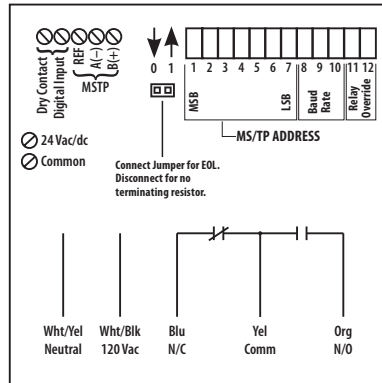 Dry Contact
Digital Input
REF
A(–)
B(+)
MSTP
0 1
1 2 3 4 5 6 7 8 9 10 11 12
MSB
LSB
Baud
Rate
Relay
Override
MS/TP ADDRESS
24 Vac/dc
Common
Connect Jumper for EOL.
Disconnect for no
terminating resistor.
Wht/Yel
Neutral
Wht/Blk
120 Vac
Blu
N/C
Yel
Comm
Org
N/O